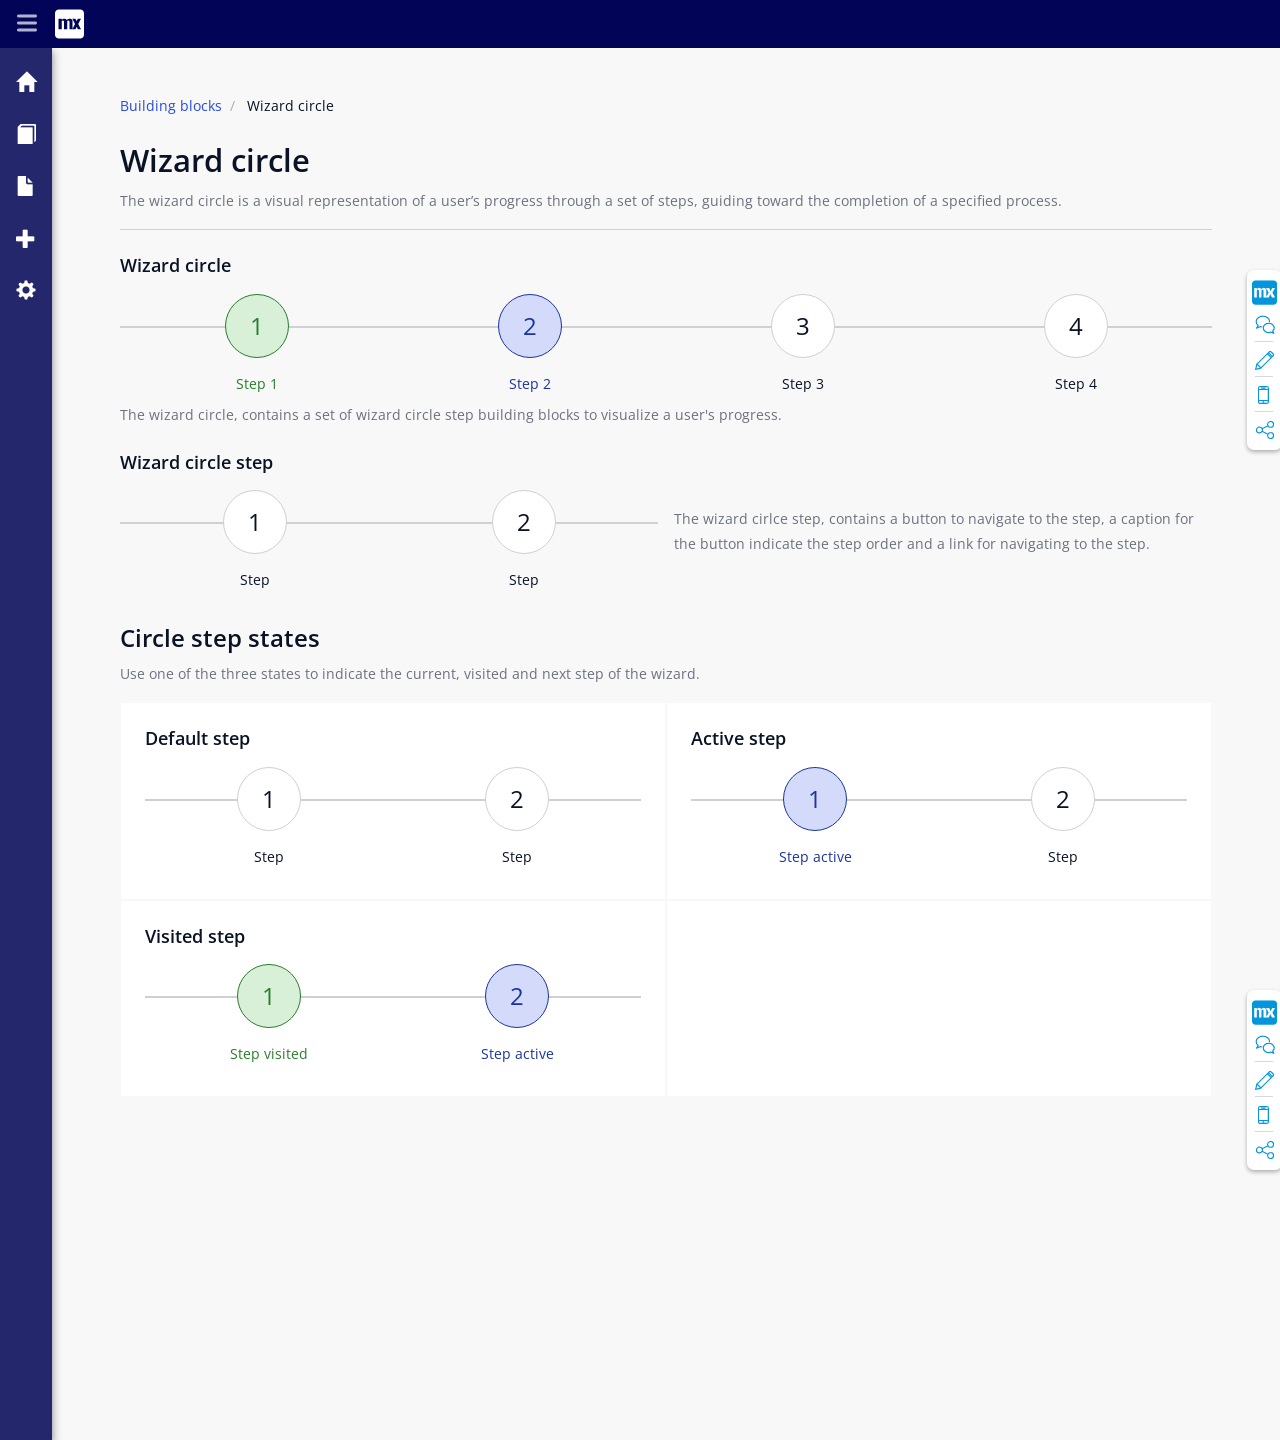 mx
Building blocks / Wizard circle
Wizard circle
The wizard circle is a visual representation of a user’s progress through a set of steps, guiding toward the completion of a specified process.
Wizard circle
1 2 3 4
Step 1 Step 2 Step 3 Step 4
The wizard circle, contains a set of wizard circle step building blocks to visualize a user's progress.
Wizard circle step
1 2
Step Step
The wizard cirlce step, contains a button to navigate to the step, a caption for
the button indicate the step order and a link for navigating to the step.
Circle step states
Use one of the three states to indicate the current, visited and next step of the wizard.
Default step
1 2
Step Step
Active step
1 2
Step active Step
Visited step
1 2
Step visited Step active
mx
mx